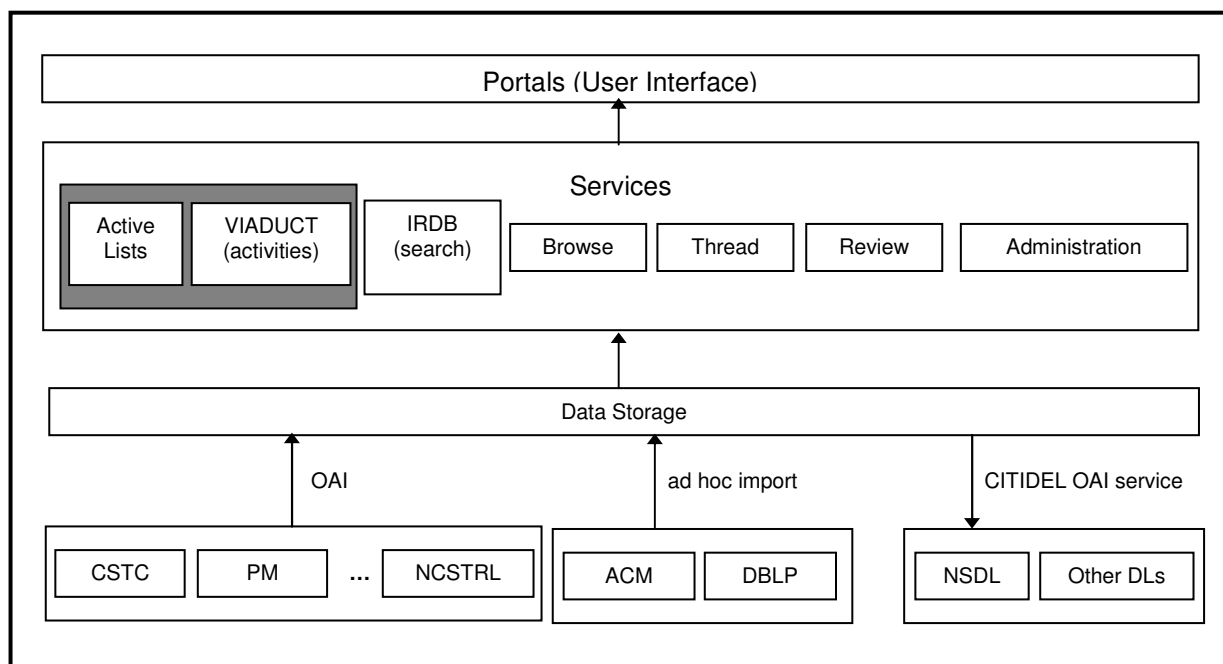 Portals (User Interface)
Services
Active
Lists
VIADUCT
(activities)
IRDB
(search)
Browse
Thread
Review
Administration
Data Storage
OAI
ad hoc import
CITIDEL OAI service
CSTC
PM
...
NCSTRL
ACM
DBLP
NSDL
Other DLs